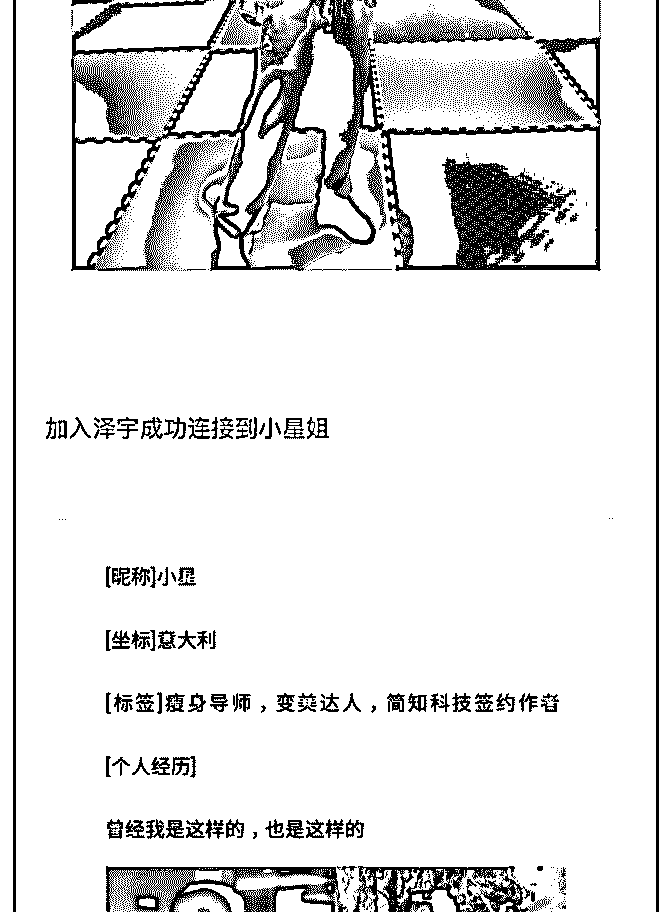 加入泽宇成功连接到小星姐
[昵称]小星
[坐标]意大利
[标签]瘦身导师，变美达人，简知科技签约作者
[个人经历]
曾经我是这样的，也是这样的